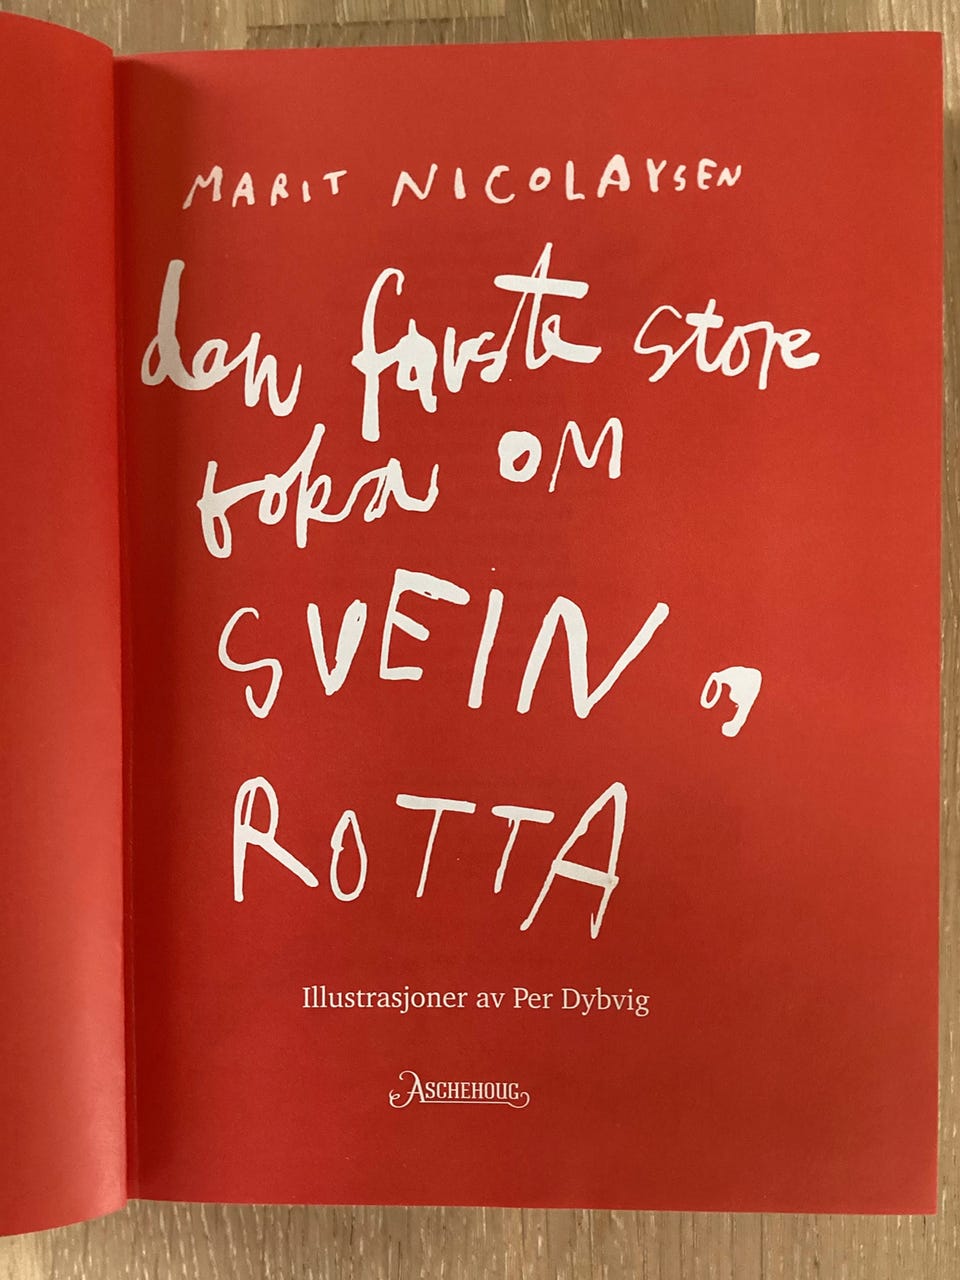 MARIT NICOLAYSEN
den første store
boka OM
SVEIN og
ROTTA
Illustrasjoner av Per Dybvig
ASCHEHOUG